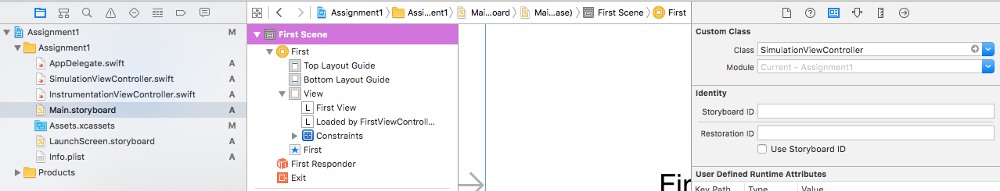 Assignment1 Assi...ent1 Mai...oard Mai...ase) First Scene First
Assignment1 M
Assignment1
AppDelegate.swift A
SimulationViewController.swift A
InstrumentationViewController.swift A
Main.storyboard A
Assets.xcassets M
LaunchScreen.storyboard A
Info.plist A
Products
First Scene
First
Top Layout Guide
Bottom Layout Guide
View
L First View
L Loaded by FirstViewControll...
Constraints
First
First Responder
Exit
Fir
Custom Class
Class SimulationViewController
Module Current – Assignment1
Identity
Storyboard ID
Restoration ID
Use Storyboard ID
User Defined Runtime Attributes
Key Path Type Value